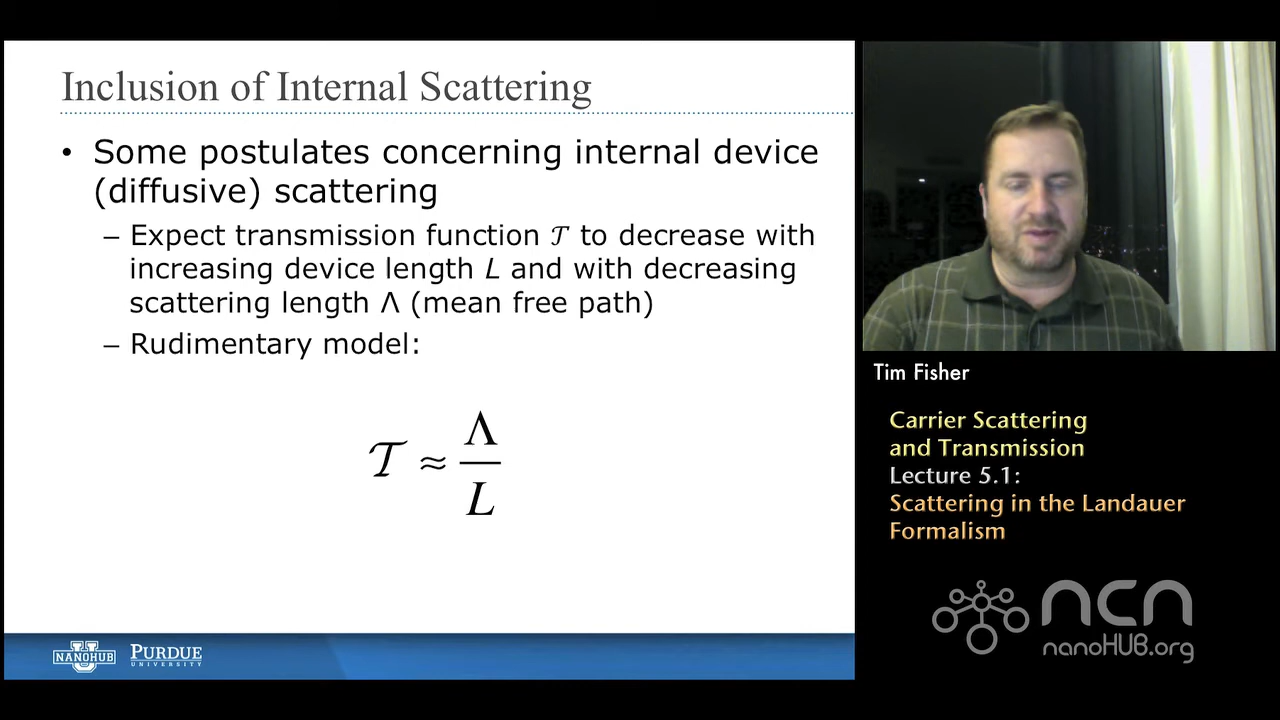 Inclusion of Internal Scattering
• Some postulates concerning internal device
(diffusive) scattering
– Expect transmission function 𝒯 to decrease with
increasing device length L and with decreasing
scattering length Λ (mean free path)
– Rudimentary model:
𝒯 ≈ Λ
L
NANOHUB
U
PURDUE
UNIVERSITY
Tim Fisher
Carrier Scattering
and Transmission
Lecture 5.1:
Scattering in the Landauer
Formalism
ncn
nanoHUB.org